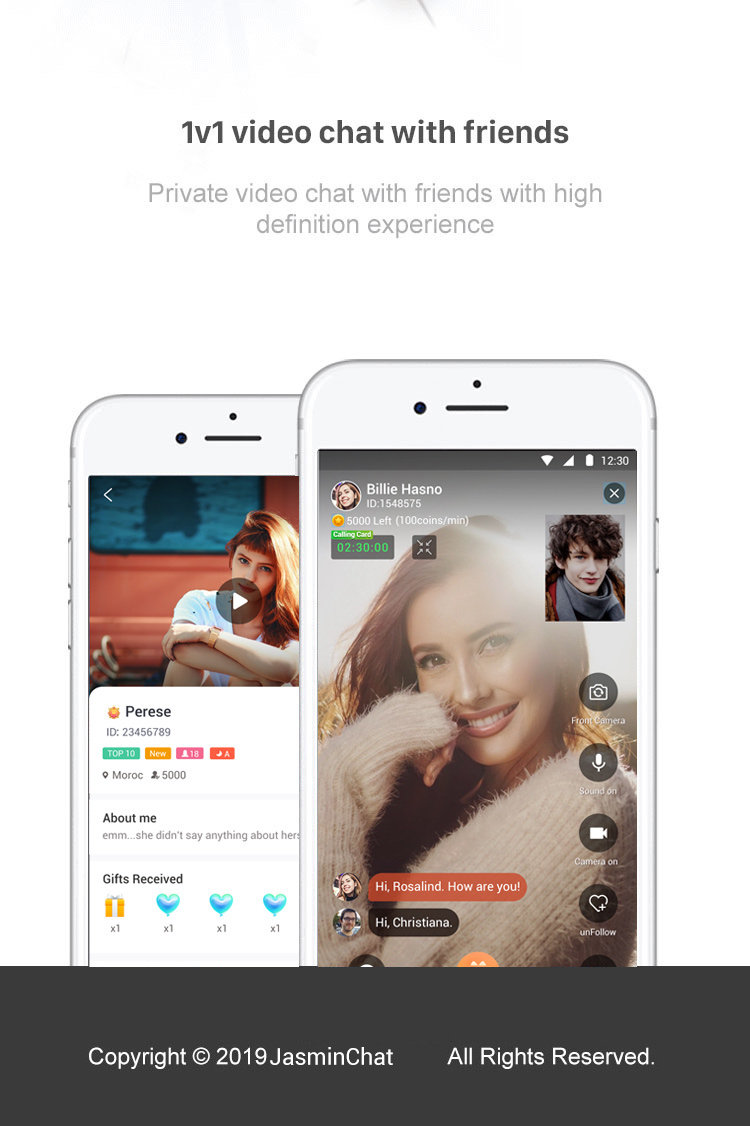 1v1 video chat with friends
Private video chat with friends with high
definition experience
12:30
Billie Hasno
ID:1548575
5000 Left (100coins/min)
Calling Card
02:30:00
Front Camera
Sound on
Camera on
unFollow
Hi, Rosalind. How are you!
Hi, Christiana.
Perese
ID: 23456789
TOP 10 New 18 A
Moroc 5000
About me
emm...she didn't say anything about hers
Gifts Received
x1 x1 x1 x1
Copyright © 2019 JasminChat All Rights Reserved.